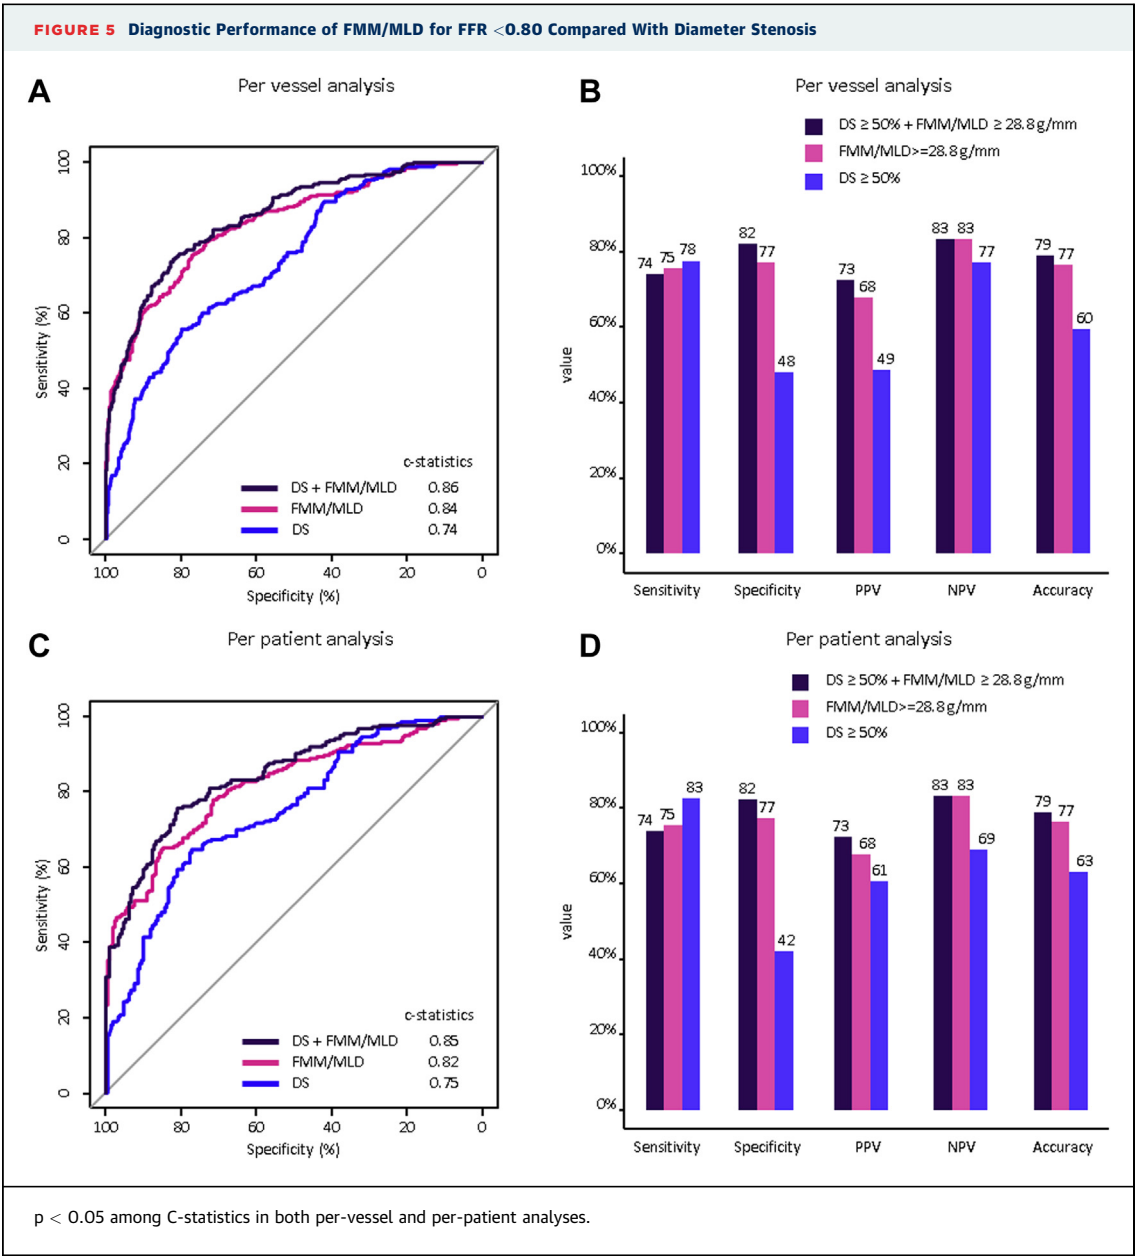 FIGURE 5 Diagnostic Performance of FMM/MLD for FFR <0.80 Compared With Diameter Stenosis
A
Per vessel analysis
Sensitivity (%)
100
80
60
40
20
0
c-statistics
DS + FMM/MLD 0.86
FMM/MLD 0.84
DS 0.74
100 80 60 40 20 0
Specificity (%)
B
Per vessel analysis
DS ≥ 50% + FMM/MLD ≥ 28.8 g/mm
FMM/MLD>=28.8 g/mm
DS ≥ 50%
value
100%
80%
60%
40%
20%
0%
74 75 78
82 77 48
73 68 49
83 83 77
79 77 60
Sensitivity Specificity PPV NPV Accuracy
C
Per patient analysis
Sensitivity (%)
100
80
60
40
20
0
c-statistics
DS + FMM/MLD 0.85
FMM/MLD 0.82
DS 0.75
100 80 60 40 20 0
Specificity (%)
D
Per patient analysis
DS ≥ 50% + FMM/MLD ≥ 28.8 g/mm
FMM/MLD>=28.8 g/mm
DS ≥ 50%
value
100%
80%
60%
40%
20%
0%
74 75 83
82 77 42
73 68 61
83 83 69
79 77 63
Sensitivity Specificity PPV NPV Accuracy
p < 0.05 among C-statistics in both per-vessel and per-patient analyses.